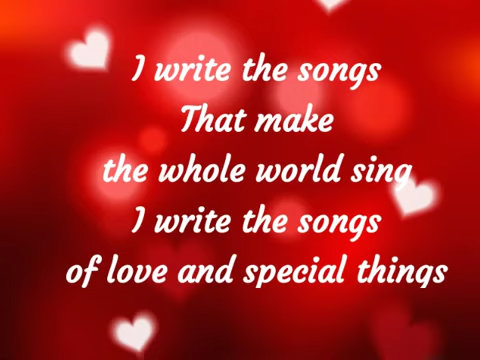 I write the songs
That make
the whole world sing
I write the songs
of love and special things